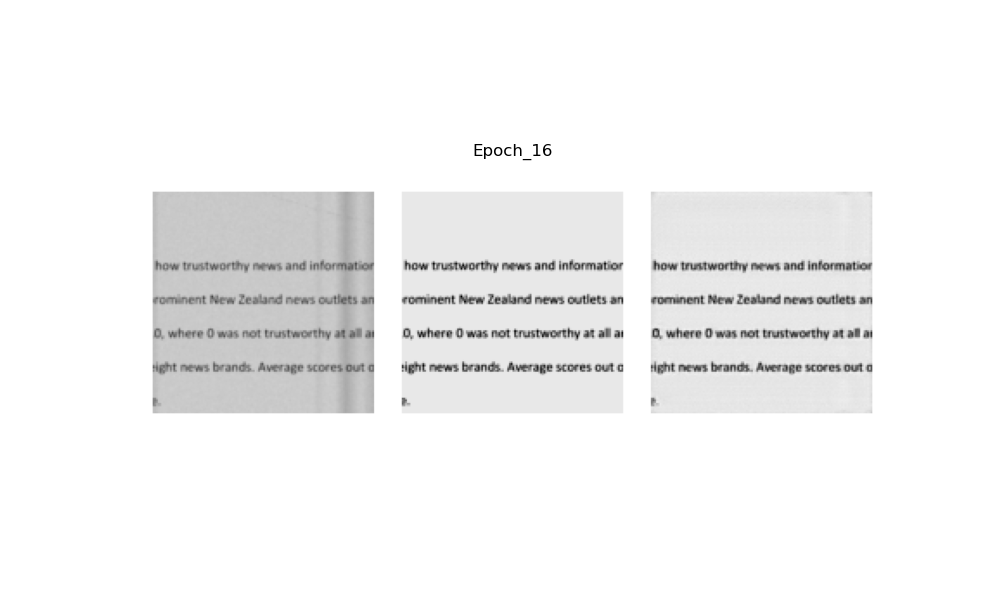 Epoch_16
how trustworthy news and information
rominent New Zealand news outlets an
0, where 0 was not trustworthy at all a
ight news brands. Average scores out o
e.
how trustworthy news and information
rominent New Zealand news outlets an
0, where 0 was not trustworthy at all a
ight news brands. Average scores out o
e.
how trustworthy news and information
rominent New Zealand news outlets an
0, where 0 was not trustworthy at all a
ight news brands. Average scores out o
e.